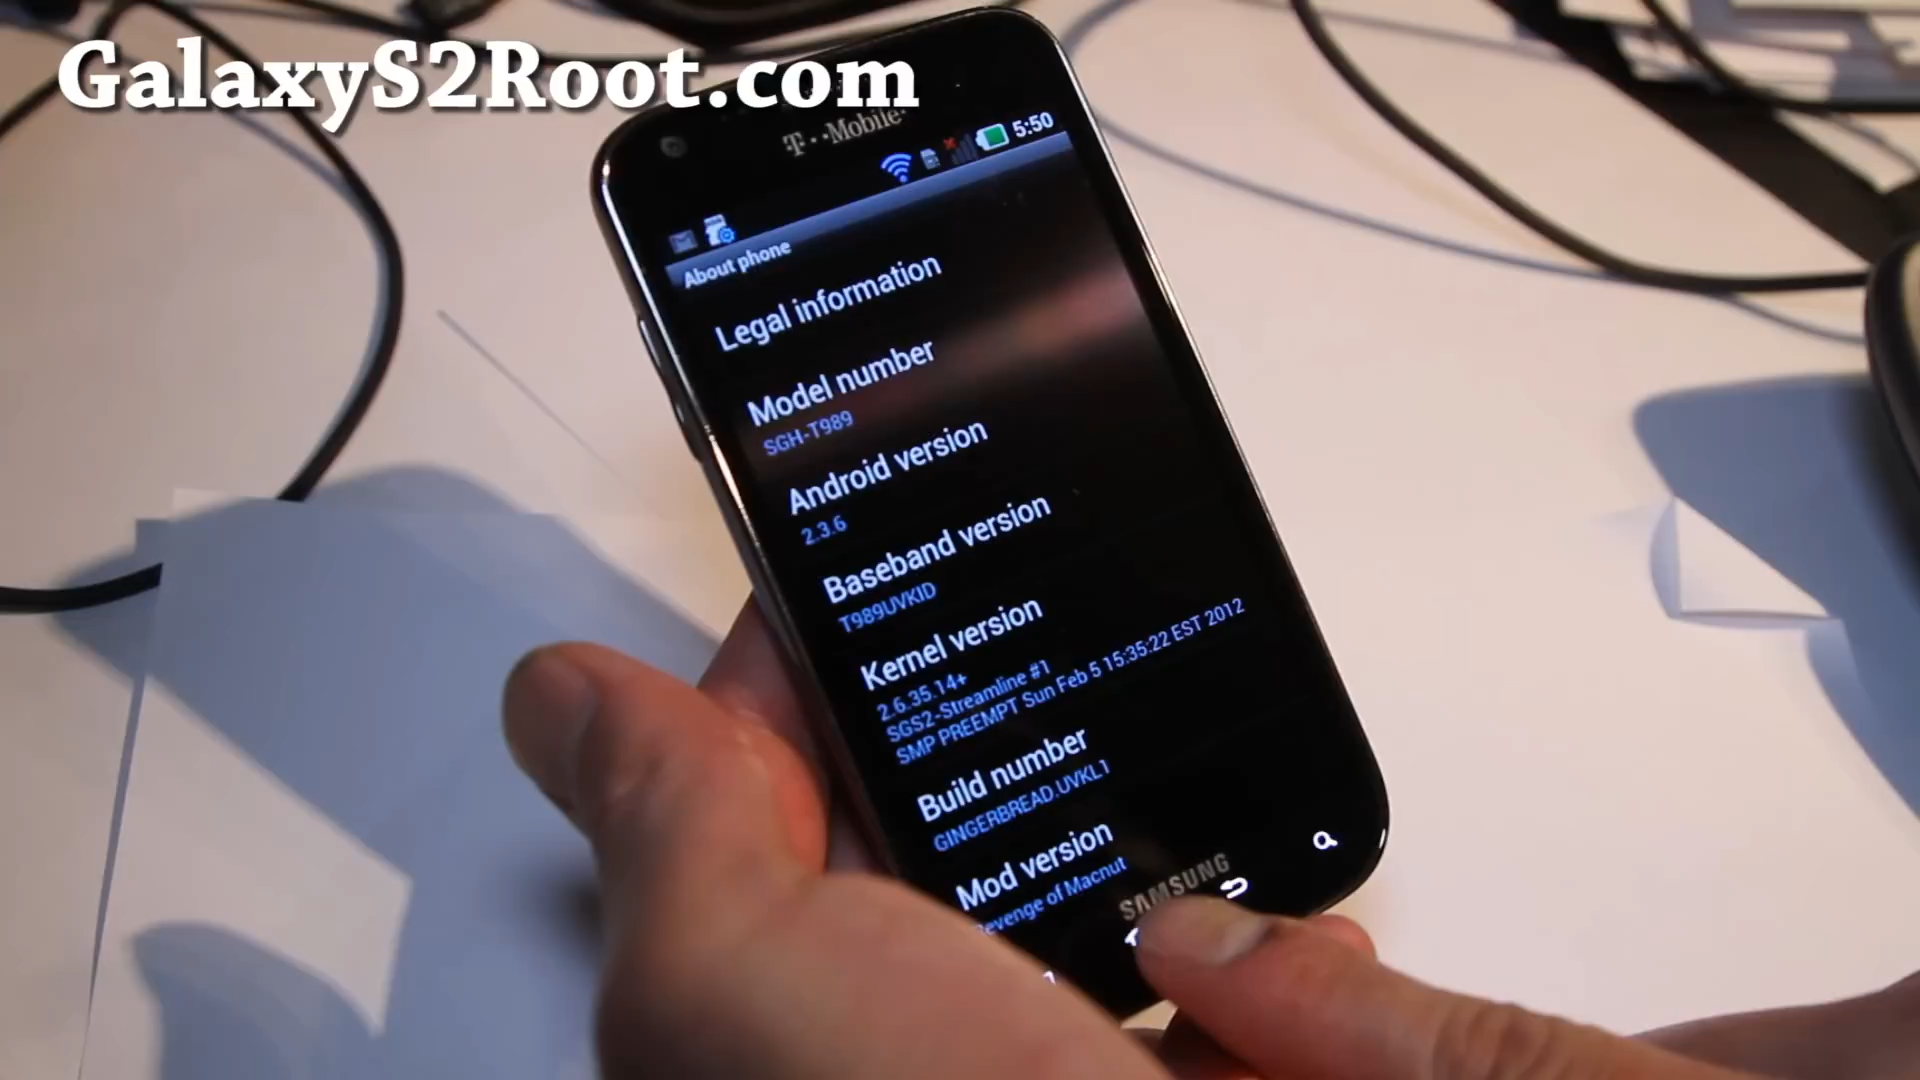 GalaxyS2Root.com
T··Mobile·
5:50
About phone
Legal information
Model number
SGH-T989
Android version
2.3.6
Baseband version
T989UVKID
Kernel version
2.6.35.14+
SGS2-Streamline #1
SMP PREEMPT Sun Feb 5 15:35:22 EST 2012
Build number
GINGERBREAD.UVKL1
Mod version
Revenge of Macnut
SAMSUNG